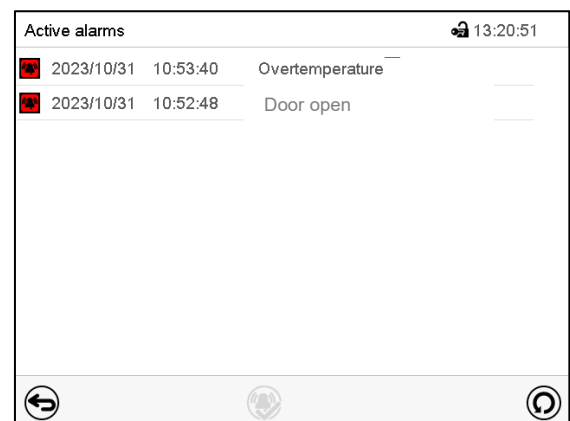 Active alarms 13:20:51
2023/10/31 10:53:40 Overtemperature
2023/10/31 10:52:48 Door open